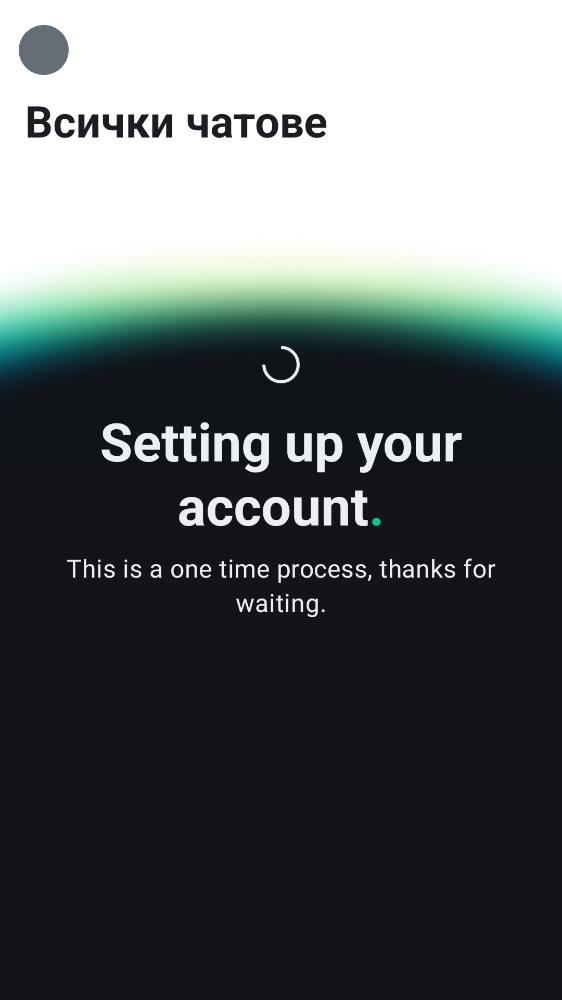 Всички чатове
Setting up your
account.
This is a one time process, thanks for
waiting.